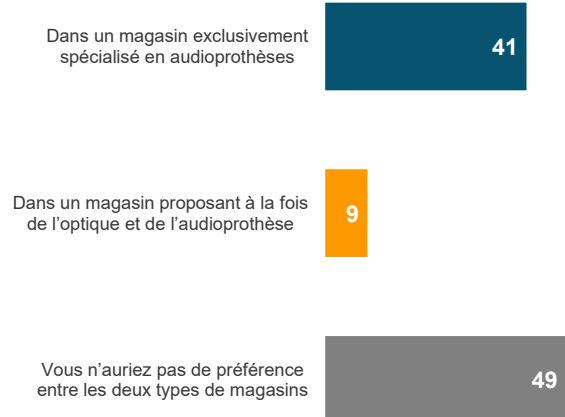 Dans un magasin exclusivement
spécialisé en audioprothèses
41
Dans un magasin proposant à la fois
de l’optique et de l’audioprothèse
9
Vous n’auriez pas de préférence
entre les deux types de magasins
49